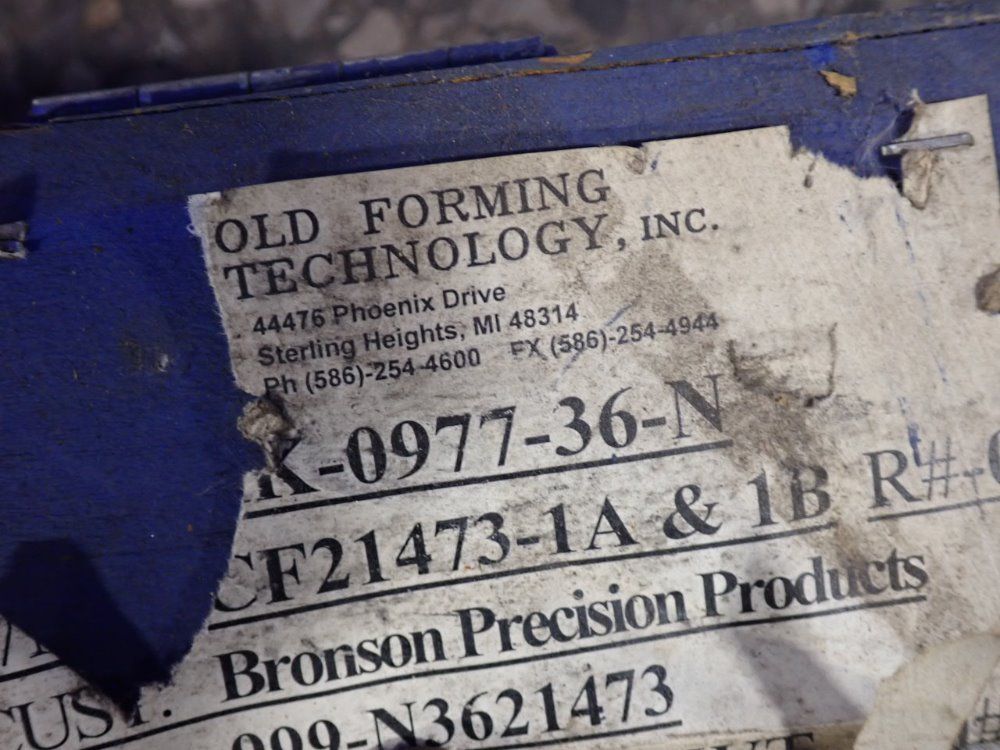 OLD FORMING
TECHNOLOGY, INC.
44476 Phoenix Drive
Sterling Heights, MI 48314
Ph (586)-254-4600 FX (586)-254-4944
K-0977-36-N
CF21473-1A & 1B R#-
CUST. Bronson Precision Products
999-N3621473